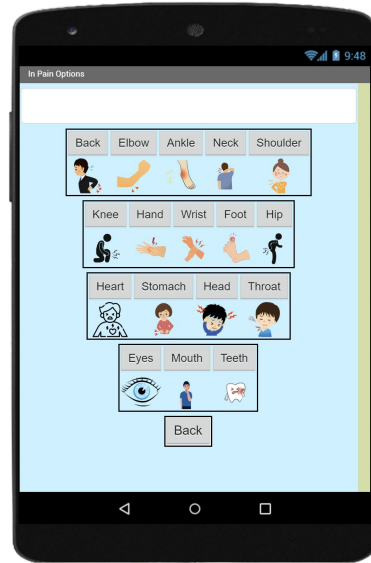 9:48
In Pain Options
Back Elbow Ankle Neck Shoulder
Knee Hand Wrist Foot Hip
Heart Stomach Head Throat
Eyes Mouth Teeth
Back